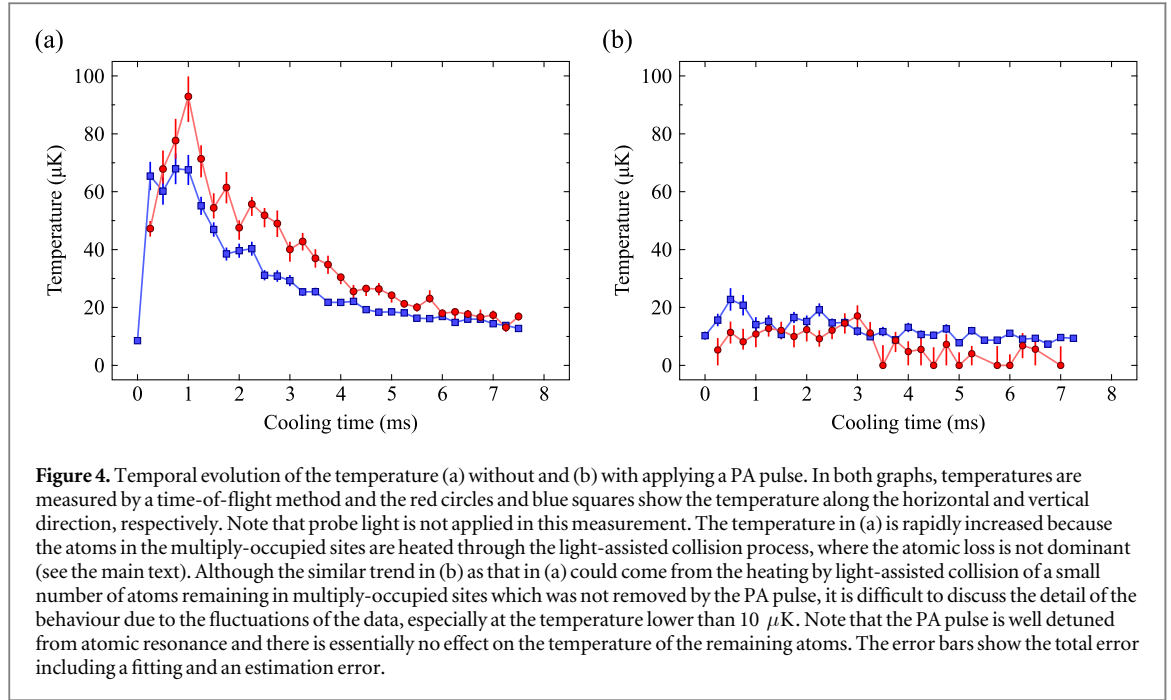 (a)
(b)
100
80
60
40
20
0
Temperature (μK)
0 1 2 3 4 5 6 7 8
Cooling time (ms)
100
80
60
40
20
0
Temperature (μK)
0 1 2 3 4 5 6 7 8
Cooling time (ms)
Figure 4. Temporal evolution of the temperature (a) without and (b) with applying a PA pulse. In both graphs, temperatures are
measured by a time-of-flight method and the red circles and blue squares show the temperature along the horizontal and vertical
direction, respectively. Note that probe light is not applied in this measurement. The temperature in (a) is rapidly increased because
the atoms in the multiply-occupied sites are heated through the light-assisted collision process, where the atomic loss is not dominant
(see the main text). Although the similar trend in (b) as that in (a) could come from the heating by light-assisted collision of a small
number of atoms remaining in multiply-occupied sites which was not removed by the PA pulse, it is difficult to discuss the detail of the
behaviour due to the fluctuations of the data, especially at the temperature lower than 10 μK. Note that the PA pulse is well detuned
from atomic resonance and there is essentially no effect on the temperature of the remaining atoms. The error bars show the total error
including a fitting and an estimation error.